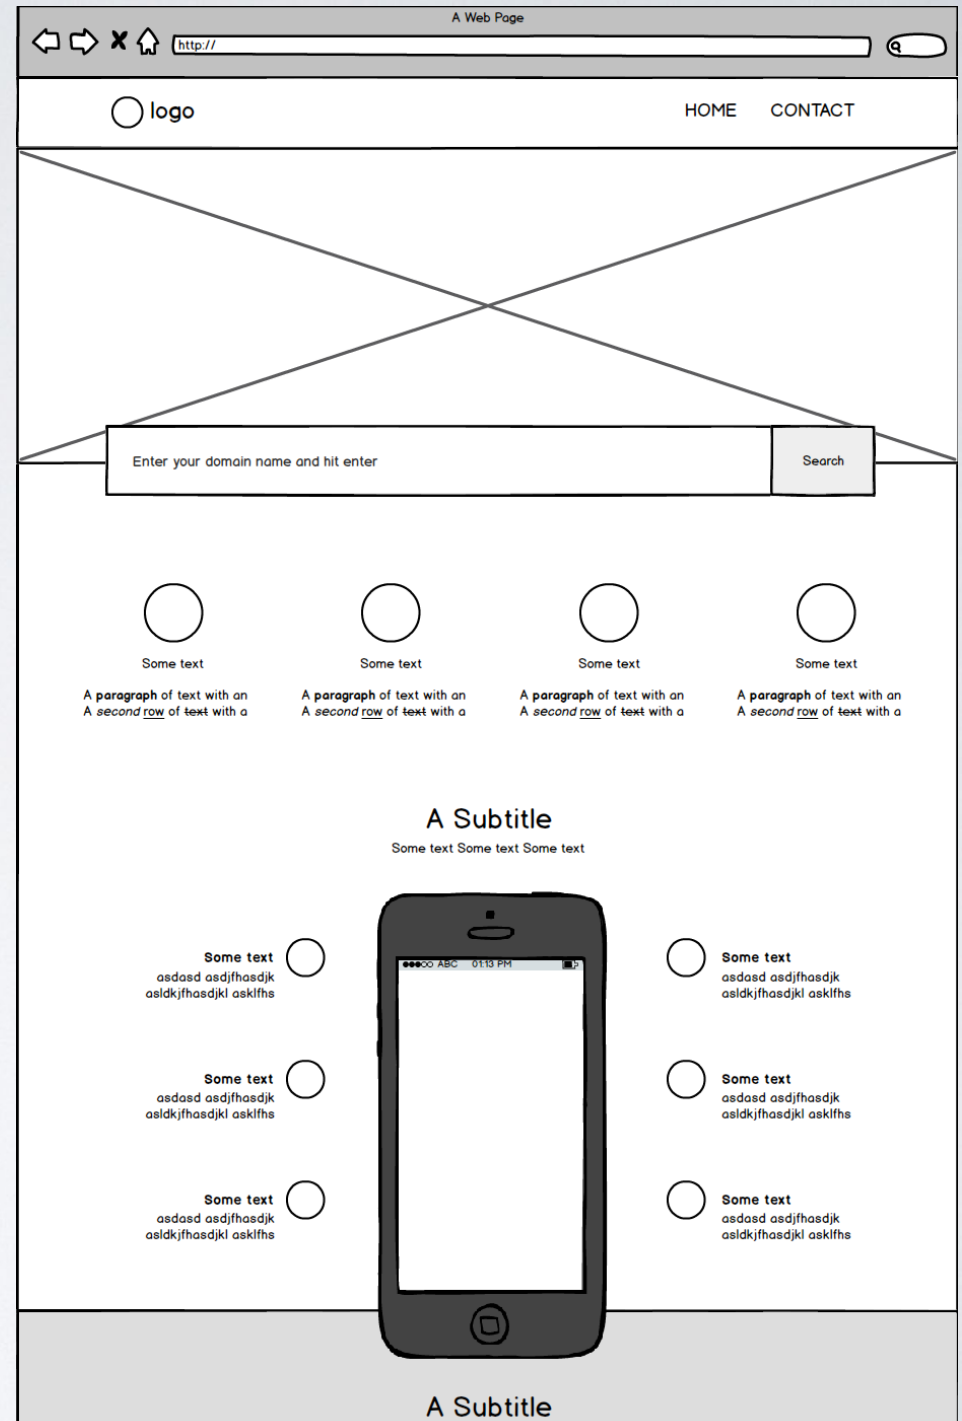 A Web Page
http://
logo
HOME CONTACT
Enter your domain name and hit enter
Search
Some text
A paragraph of text with an
A second row of text with a
Some text
A paragraph of text with an
A second row of text with a
Some text
A paragraph of text with an
A second row of text with a
Some text
A paragraph of text with an
A second row of text with a
A Subtitle
Some text Some text Some text
ABC 01:13 PM
Some text
asdasd asdjfhasdjk
asldkjfhasdjkl asklfhs
Some text
asdasd asdjfhasdjk
asldkjfhasdjkl asklfhs
Some text
asdasd asdjfhasdjk
asldkjfhasdjkl asklfhs
Some text
asdasd asdjfhasdjk
asldkjfhasdjkl asklfhs
Some text
asdasd asdjfhasdjk
asldkjfhasdjkl asklfhs
Some text
asdasd asdjfhasdjk
asldkjfhasdjkl asklfhs
A Subtitle